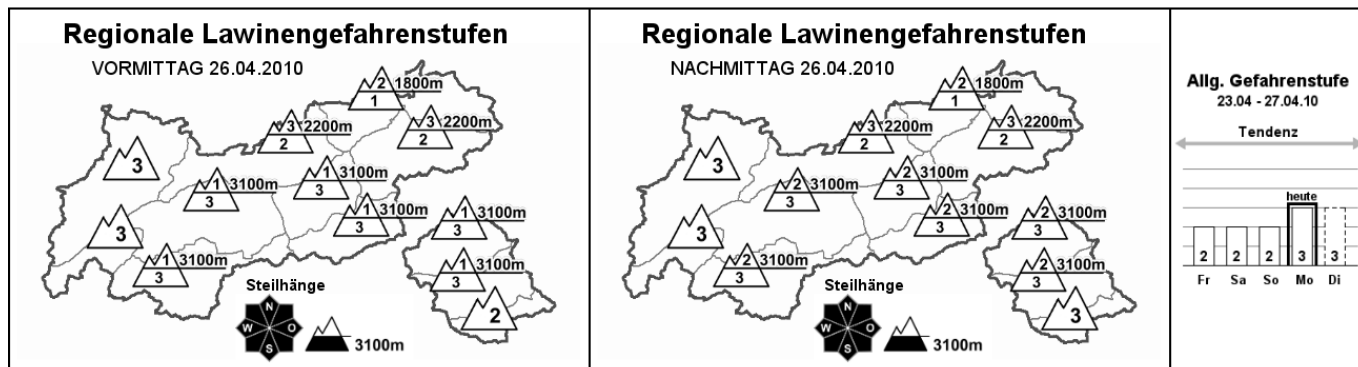 Regionale Lawinengefahrenstufen
VORMITTAG 26.04.2010
2 1800m
1
3 2200m
2
3 2200m
2
3
1 3100m
3
1 3100m
3
1 3100m
3
1 3100m
3
3
1 3100m
3
1 3100m
3
2
Steilhänge
N
W O
S
3100m
Regionale Lawinengefahrenstufen
NACHMITTAG 26.04.2010
2 1800m
1
3 2200m
2
3 2200m
2
3
2 3100m
3
2 3100m
3
2 3100m
3
2 3100m
3
3
2 3100m
3
2 3100m
3
3
Steilhänge
N
W O
S
3100m
Allg. Gefahrenstufe
23.04 - 27.04.10
Tendenz
heute
2 2 2 3 3
Fr Sa So Mo Di